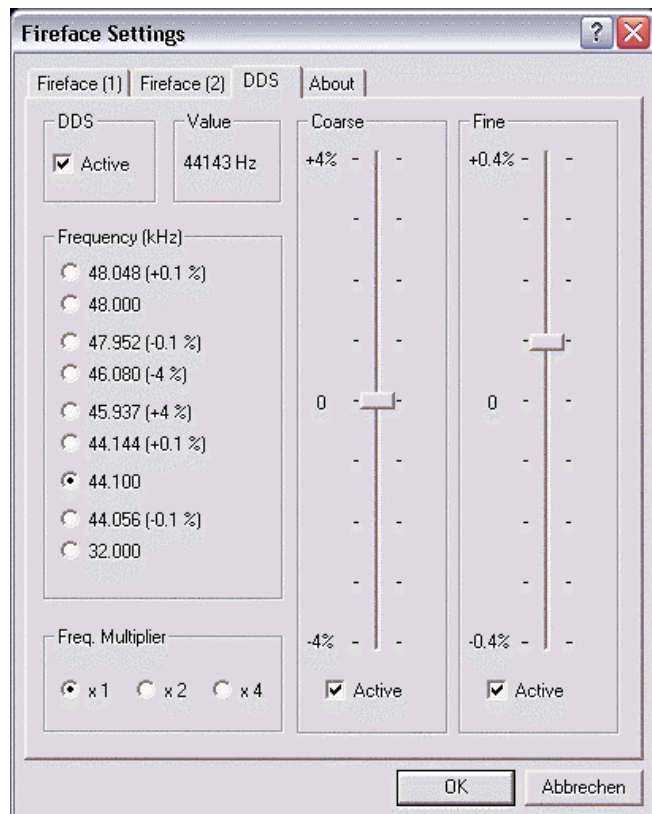 Fireface Settings
Fireface (1) Fireface (2) DDS About
DDS
Active
Value
44143 Hz
Frequency (kHz)
48.048 (+0.1 %)
48.000
47.952 (-0.1 %)
46.080 (-4 %)
45.937 (+4 %)
44.144 (+0.1 %)
44.100
44.056 (-0.1 %)
32.000
Freq. Multiplier
x 1 x 2 x 4
Coarse
+4%
0
-4%
Active
Fine
+0.4%
0
-0.4%
Active
OK Abbrechen